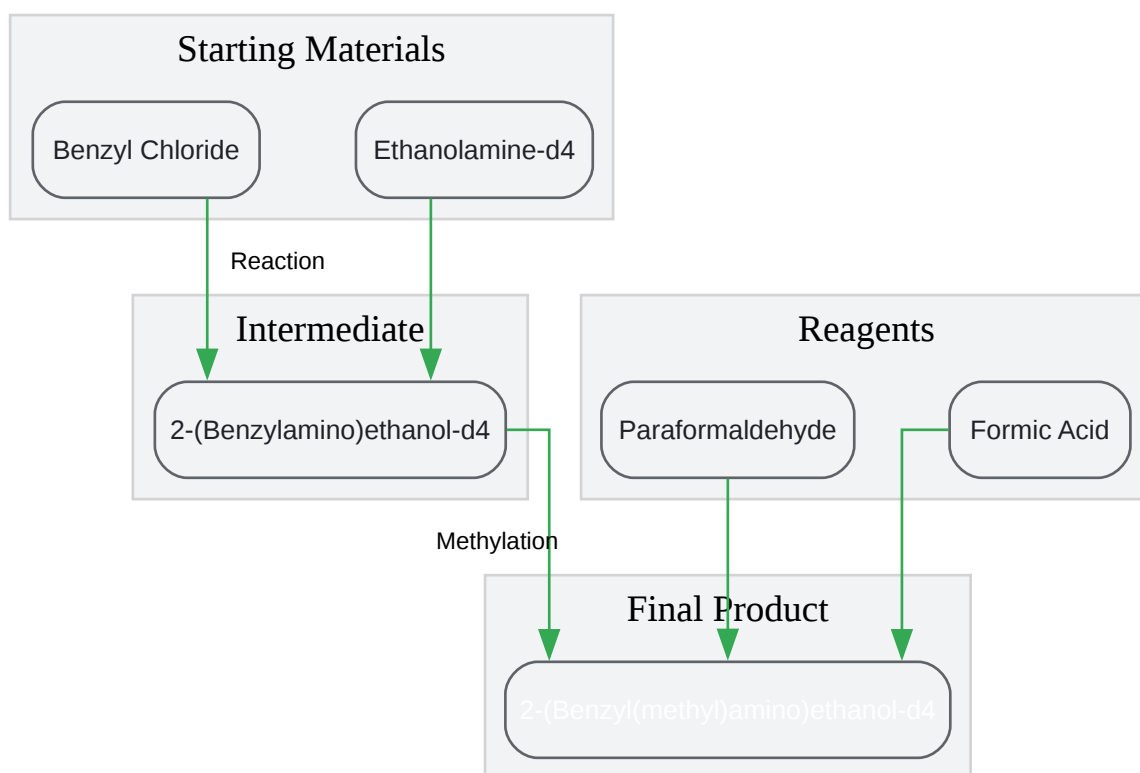 Starting Materials
Benzyl Chloride
Ethanolamine-d4
Reaction
Intermediate
Reagents
2-(Benzylamino)ethanol-d4
Paraformaldehyde
Formic Acid
Methylation
Final Product
2-(Benzyl(methyl)amino)ethanol-d4